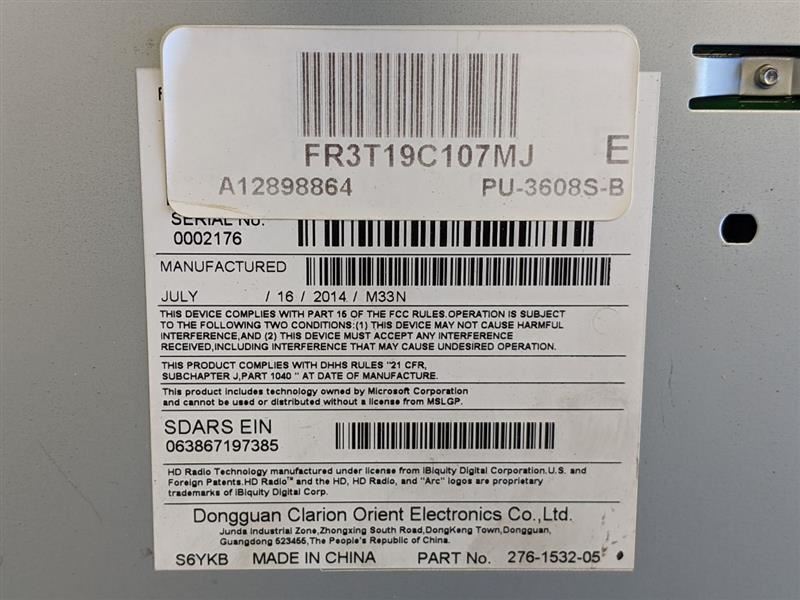 FR3T19C107MJ
E
A12898864
PU-3608S-B
SERIAL No.
0002176
MANUFACTURED
JULY / 16 / 2014 / M33N
THIS DEVICE COMPLIES WITH PART 15 OF THE FCC RULES.OPERATION IS SUBJECT
TO THE FOLLOWING TWO CONDITIONS:(1) THIS DEVICE MAY NOT CAUSE HARMFUL
INTERFERENCE,AND (2) THIS DEVICE MUST ACCEPT ANY INTERFERENCE
RECEIVED,INCLUDING INTERFERENCE THAT MAY CAUSE UNDESIRED OPERATION.
THIS PRODUCT COMPLIES WITH DHHS RULES "21 CFR,
SUBCHAPTER J,PART 1040 " AT DATE OF MANUFACTURE.
This product includes technology owned by Microsoft Corporation
and cannot be used or distributed without a license from MSLGP.
SDARS EIN
063867197385
HD Radio Technology manufactured under license from iBiquity Digital Corporation.U.S. and
Foreign Patents.HD Radio™ and the HD, HD Radio, and "Arc" logos are proprietary
trademarks of iBiquity Digital Corp.
Dongguan Clarion Orient Electronics Co.,Ltd.
Junda Industrial Zone,Zhongxing South Road,DongKeng Town,Dongguan,
Guangdong 523455,The People's Republic of China.
S6YKB MADE IN CHINA PART No. 276-1532-05